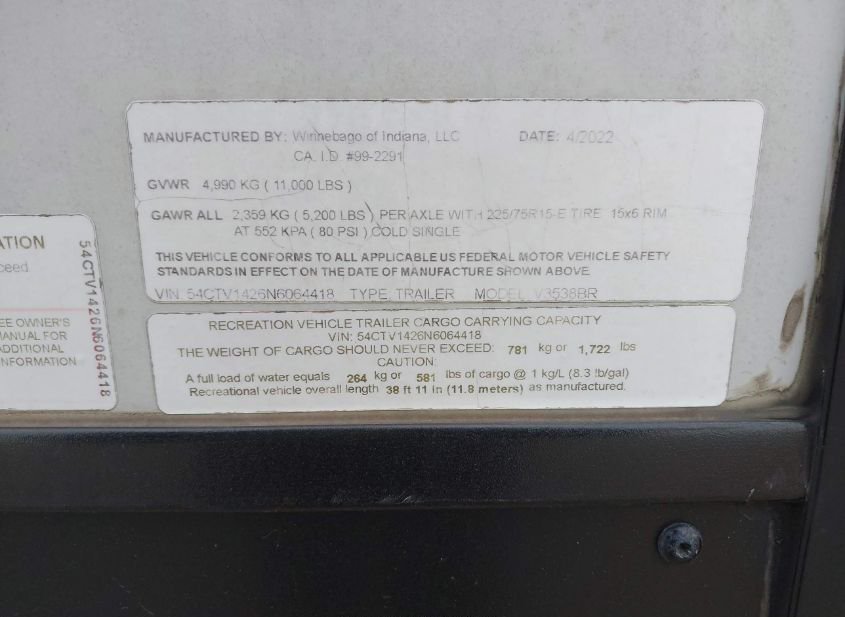 MANUFACTURED BY: Winnebago of Indiana, LLC DATE: 4/2022
CA. I.D. #99-2291
GVWR 4,990 KG ( 11,000 LBS )
GAWR ALL 2,359 KG ( 5,200 LBS ) PER AXLE WITH 225/75R15-E TIRE 15x6 RIM
AT 552 KPA ( 80 PSI ) COLD SINGLE
THIS VEHICLE CONFORMS TO ALL APPLICABLE US FEDERAL MOTOR VEHICLE SAFETY
STANDARDS IN EFFECT ON THE DATE OF MANUFACTURE SHOWN ABOVE
VIN 54CTV1426N6064418 TYPE: TRAILER MODEL V3538BR
RECREATION VEHICLE TRAILER CARGO CARRYING CAPACITY
VIN: 54CTV1426N6064418
THE WEIGHT OF CARGO SHOULD NEVER EXCEED: 781 kg or 1,722 lbs
CAUTION:
A full load of water equals 264 kg or 581 lbs of cargo @ 1 kg/L (8.3 lb/gal)
Recreational vehicle overall length 38 ft 11 in (11.8 meters) as manufactured.
ATION
ceed
EE OWNER'S
MANUAL FOR
ADDITIONAL
INFORMATION
54CTV1426N6064418